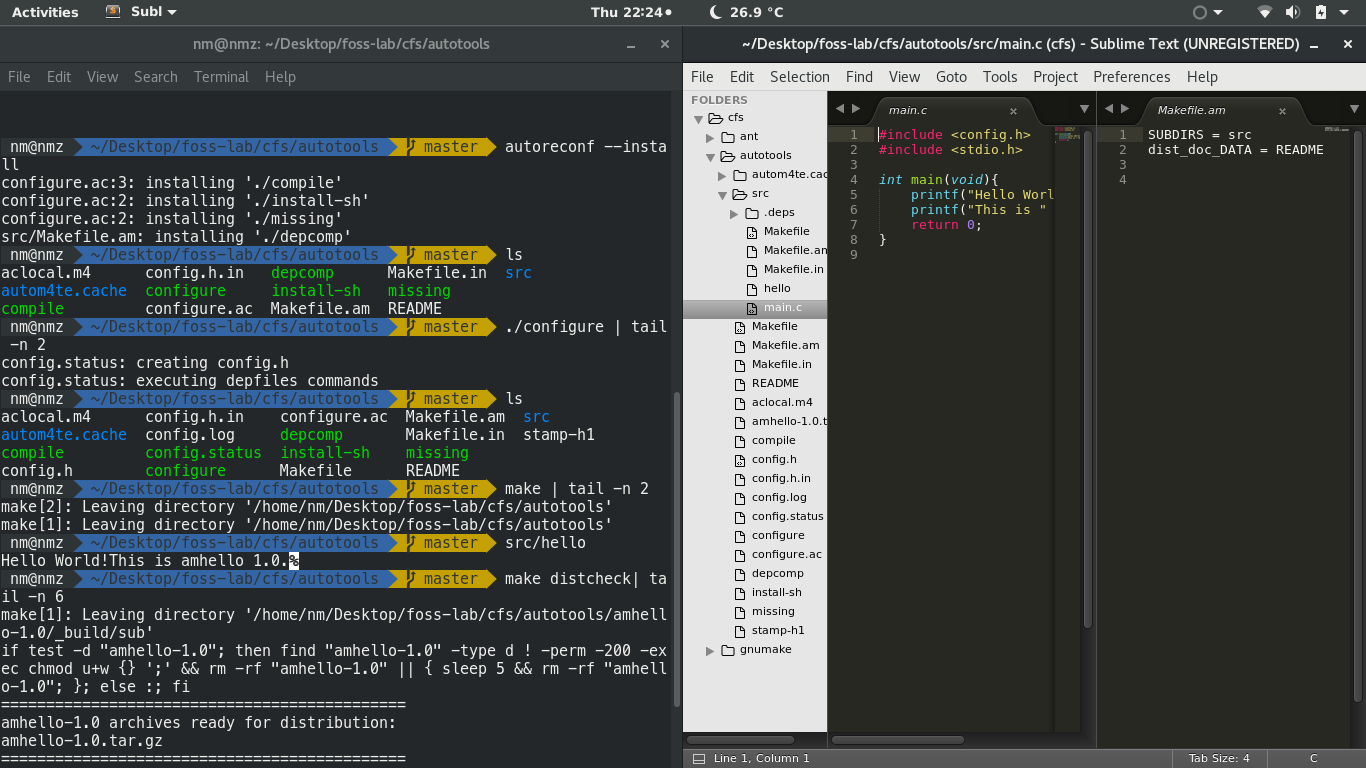 Activities Subl Thu 22:24 26.9 °C
nm@nmz: ~/Desktop/foss-lab/cfs/autotools
File Edit View Search Terminal Help
nm@nmz ~/Desktop/foss-lab/cfs/autotools master autoreconf --insta
ll
configure.ac:3: installing './compile'
configure.ac:2: installing './install-sh'
configure.ac:2: installing './missing'
src/Makefile.am: installing './depcomp'
nm@nmz ~/Desktop/foss-lab/cfs/autotools master ls
aclocal.m4 config.h.in depcomp Makefile.in src
autom4te.cache configure install-sh missing
compile configure.ac Makefile.am README
nm@nmz ~/Desktop/foss-lab/cfs/autotools master ./configure | tail
-n 2
config.status: creating config.h
config.status: executing depfiles commands
nm@nmz ~/Desktop/foss-lab/cfs/autotools master ls
aclocal.m4 config.h.in configure.ac Makefile.am src
autom4te.cache config.log depcomp Makefile.in stamp-h1
compile config.status install-sh missing
config.h configure Makefile README
nm@nmz ~/Desktop/foss-lab/cfs/autotools master make | tail -n 2
make[2]: Leaving directory '/home/nm/Desktop/foss-lab/cfs/autotools'
make[1]: Leaving directory '/home/nm/Desktop/foss-lab/cfs/autotools'
nm@nmz ~/Desktop/foss-lab/cfs/autotools master src/hello
Hello World!This is amhello 1.0.%
nm@nmz ~/Desktop/foss-lab/cfs/autotools master make distcheck| ta
il -n 6
make[1]: Leaving directory '/home/nm/Desktop/foss-lab/cfs/autotools/amhell
o-1.0/_build/sub'
if test -d "amhello-1.0"; then find "amhello-1.0" -type d ! -perm -200 -ex
ec chmod u+w {} ';' && rm -rf "amhello-1.0" || { sleep 5 && rm -rf "amhell
o-1.0"; }; else :; fi
=============================================
amhello-1.0 archives ready for distribution:
amhello-1.0.tar.gz
=============================================
~/Desktop/foss-lab/cfs/autotools/src/main.c (cfs) - Sublime Text (UNREGISTERED)
File Edit Selection Find View Goto Tools Project Preferences Help
FOLDERS
cfs
ant
autotools
autom4te.cac
src
.deps
Makefile
Makefile.am
Makefile.in
hello
main.c
Makefile
Makefile.am
Makefile.in
README
aclocal.m4
amhello-1.0.t
compile
config.h
config.h.in
config.log
config.status
configure
configure.ac
depcomp
install-sh
missing
stamp-h1
gnumake
main.c
1 #include <config.h>
2 #include <stdio.h>
3
4 int main(void){
5 printf("Hello Worl
6 printf("This is "
7 return 0;
8 }
9
Makefile.am
1 SUBDIRS = src
2 dist_doc_DATA = README
3
4
Line 1, Column 1 Tab Size: 4 C